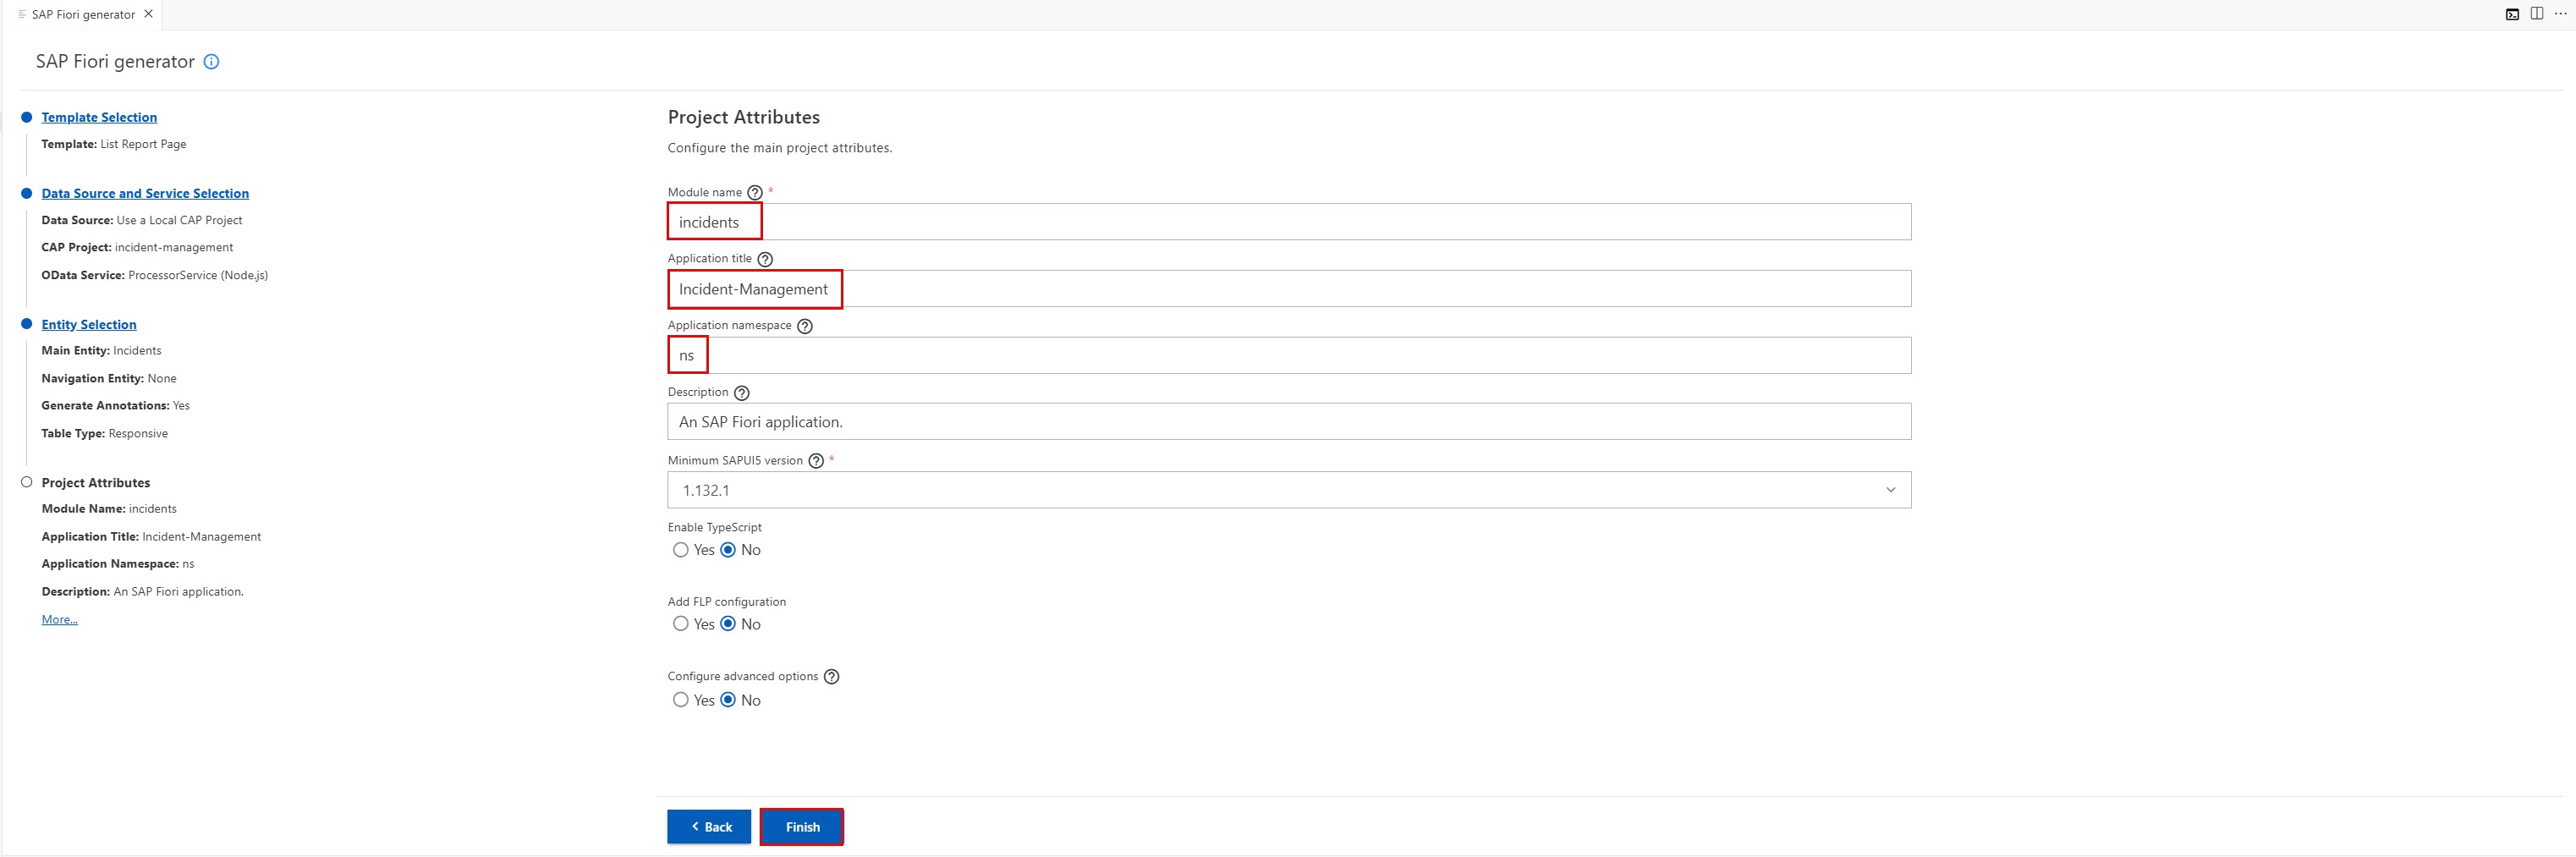 SAP Fiori generator
SAP Fiori generator
Template Selection
Template: List Report Page
Data Source and Service Selection
Data Source: Use a Local CAP Project
CAP Project: incident-management
OData Service: ProcessorService (Node.js)
Entity Selection
Main Entity: Incidents
Navigation Entity: None
Generate Annotations: Yes
Table Type: Responsive
Project Attributes
Module Name: incidents
Application Title: Incident-Management
Application Namespace: ns
Description: An SAP Fiori application.
More...
Project Attributes
Configure the main project attributes.
Module name *
incidents
Application title
Incident-Management
Application namespace
ns
Description
An SAP Fiori application.
Minimum SAPUI5 version *
1.132.1
Enable TypeScript
Yes No
Add FLP configuration
Yes No
Configure advanced options
Yes No
Back Finish